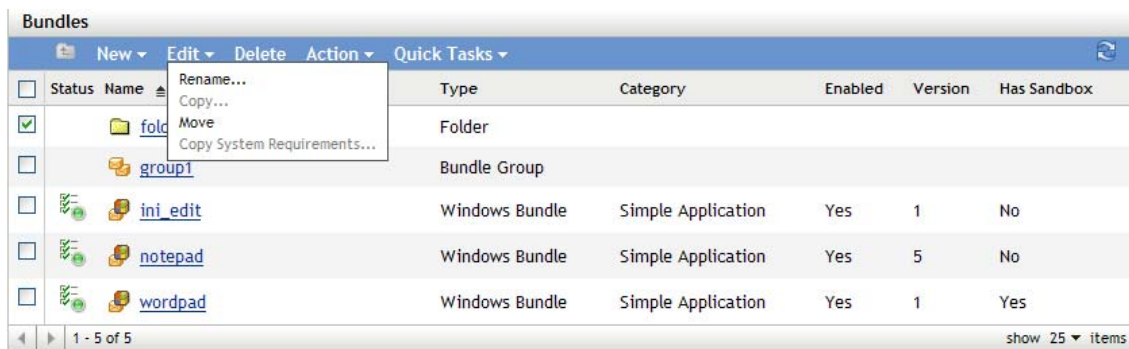 Bundles
New Edit Delete Action Quick Tasks
Status Name Type Category Enabled Version Has Sandbox
Rename...
Copy...
Move
Copy System Requirements...
fold Folder
group1 Bundle Group
ini_edit Windows Bundle Simple Application Yes 1 No
notepad Windows Bundle Simple Application Yes 5 No
wordpad Windows Bundle Simple Application Yes 1 Yes
1 - 5 of 5 show 25 items